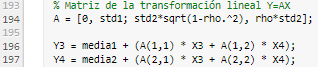 193 % Matriz de la transformación lineal Y=AX
194 A = [0, std1; std2*sqrt(1-rho.^2), rho*std2];
195
196 Y3 = media1 + (A(1,1) * X3 + A(1,2) * X4);
197 Y4 = media2 + (A(2,1) * X3 + A(2,2) * X4);